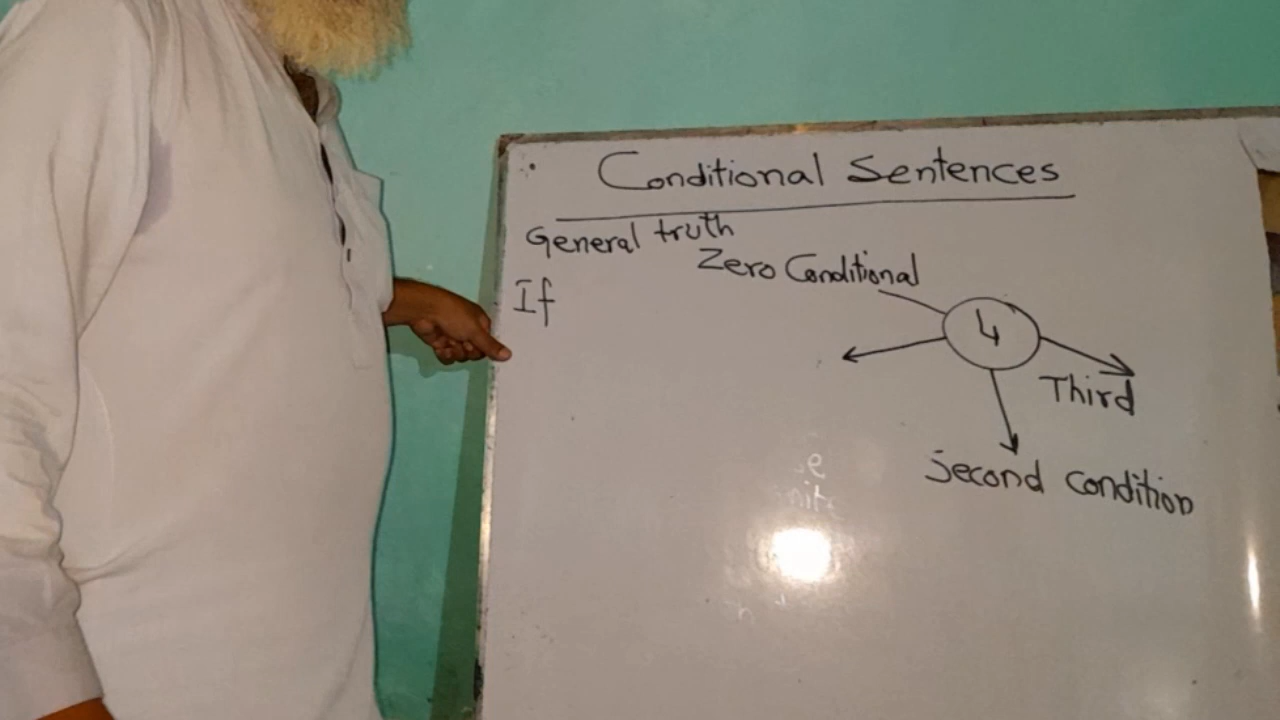 Conditional Sentences
General truth
Zero Conditional
If
4
Third
Second condition